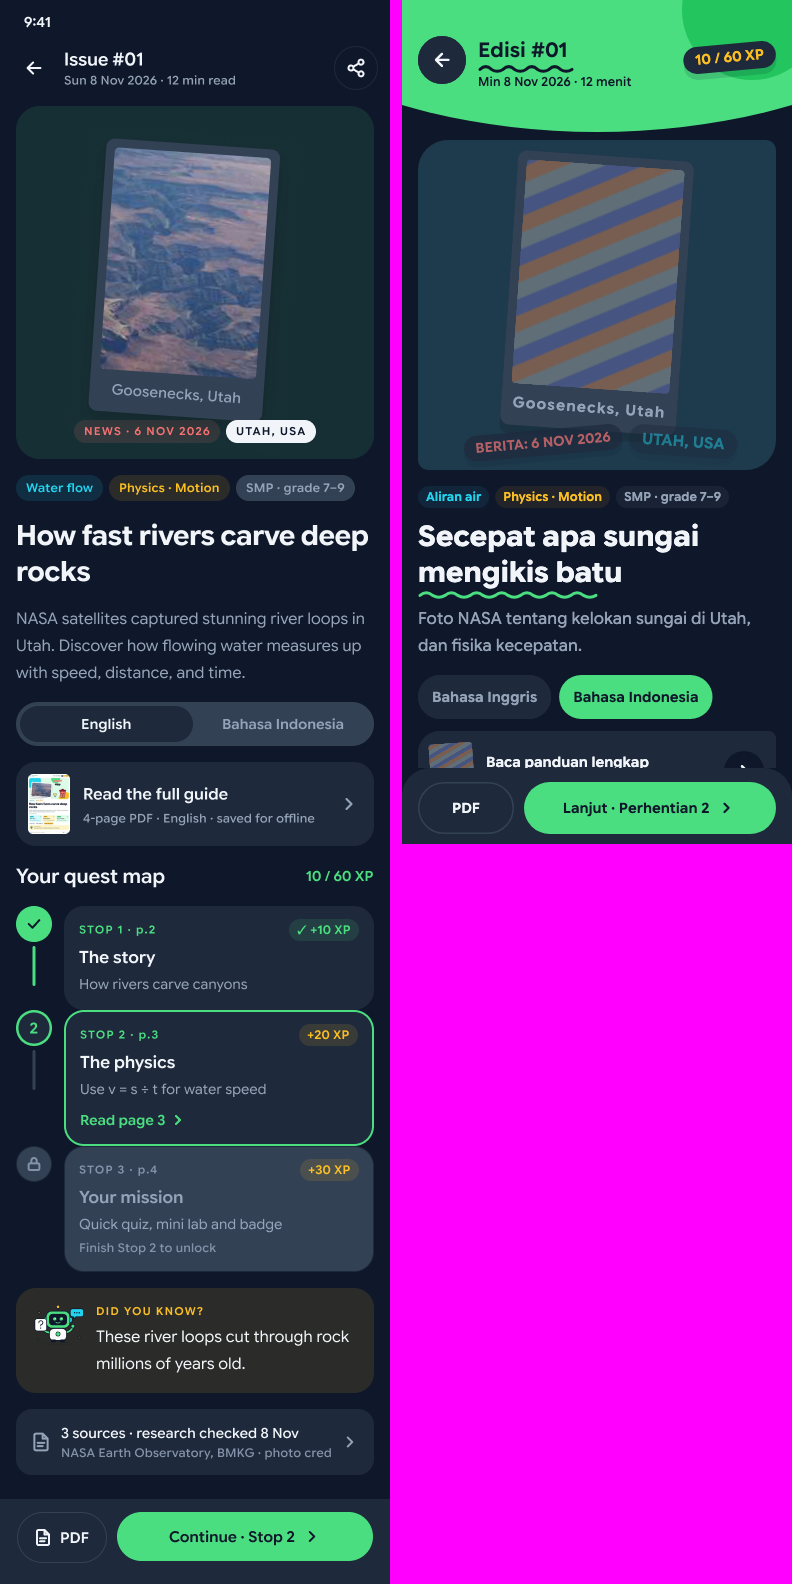 9:41
Issue #01
Sun 8 Nov 2026 · 12 min read
Goosenecks, Utah
NEWS · 6 NOV 2026
UTAH, USA
Water flow
Physics · Motion
SMP · grade 7–9
How fast rivers carve deep
rocks
NASA satellites captured stunning river loops in
Utah. Discover how flowing water measures up
with speed, distance, and time.
English
Bahasa Indonesia
Read the full guide
4-page PDF · English · saved for offline
Your quest map
10 / 60 XP
STOP 1 · p.2
✓ +10 XP
The story
How rivers carve canyons
2
STOP 2 · p.3
+20 XP
The physics
Use v = s ÷ t for water speed
Read page 3
STOP 3 · p.4
+30 XP
Your mission
Quick quiz, mini lab and badge
Finish Stop 2 to unlock
DID YOU KNOW?
These river loops cut through rock
millions of years old.
3 sources · research checked 8 Nov
NASA Earth Observatory, BMKG · photo cred
PDF
Continue · Stop 2
Edisi #01
Min 8 Nov 2026 · 12 menit
10 / 60 XP
Goosenecks, Utah
BERITA: 6 NOV 2026
UTAH, USA
Aliran air
Physics · Motion
SMP · grade 7–9
Secepat apa sungai
mengikis batu
Foto NASA tentang kelokan sungai di Utah,
dan fisika kecepatan.
Bahasa Inggris
Bahasa Indonesia
Baca panduan lengkap
PDF
Lanjut · Perhentian 2